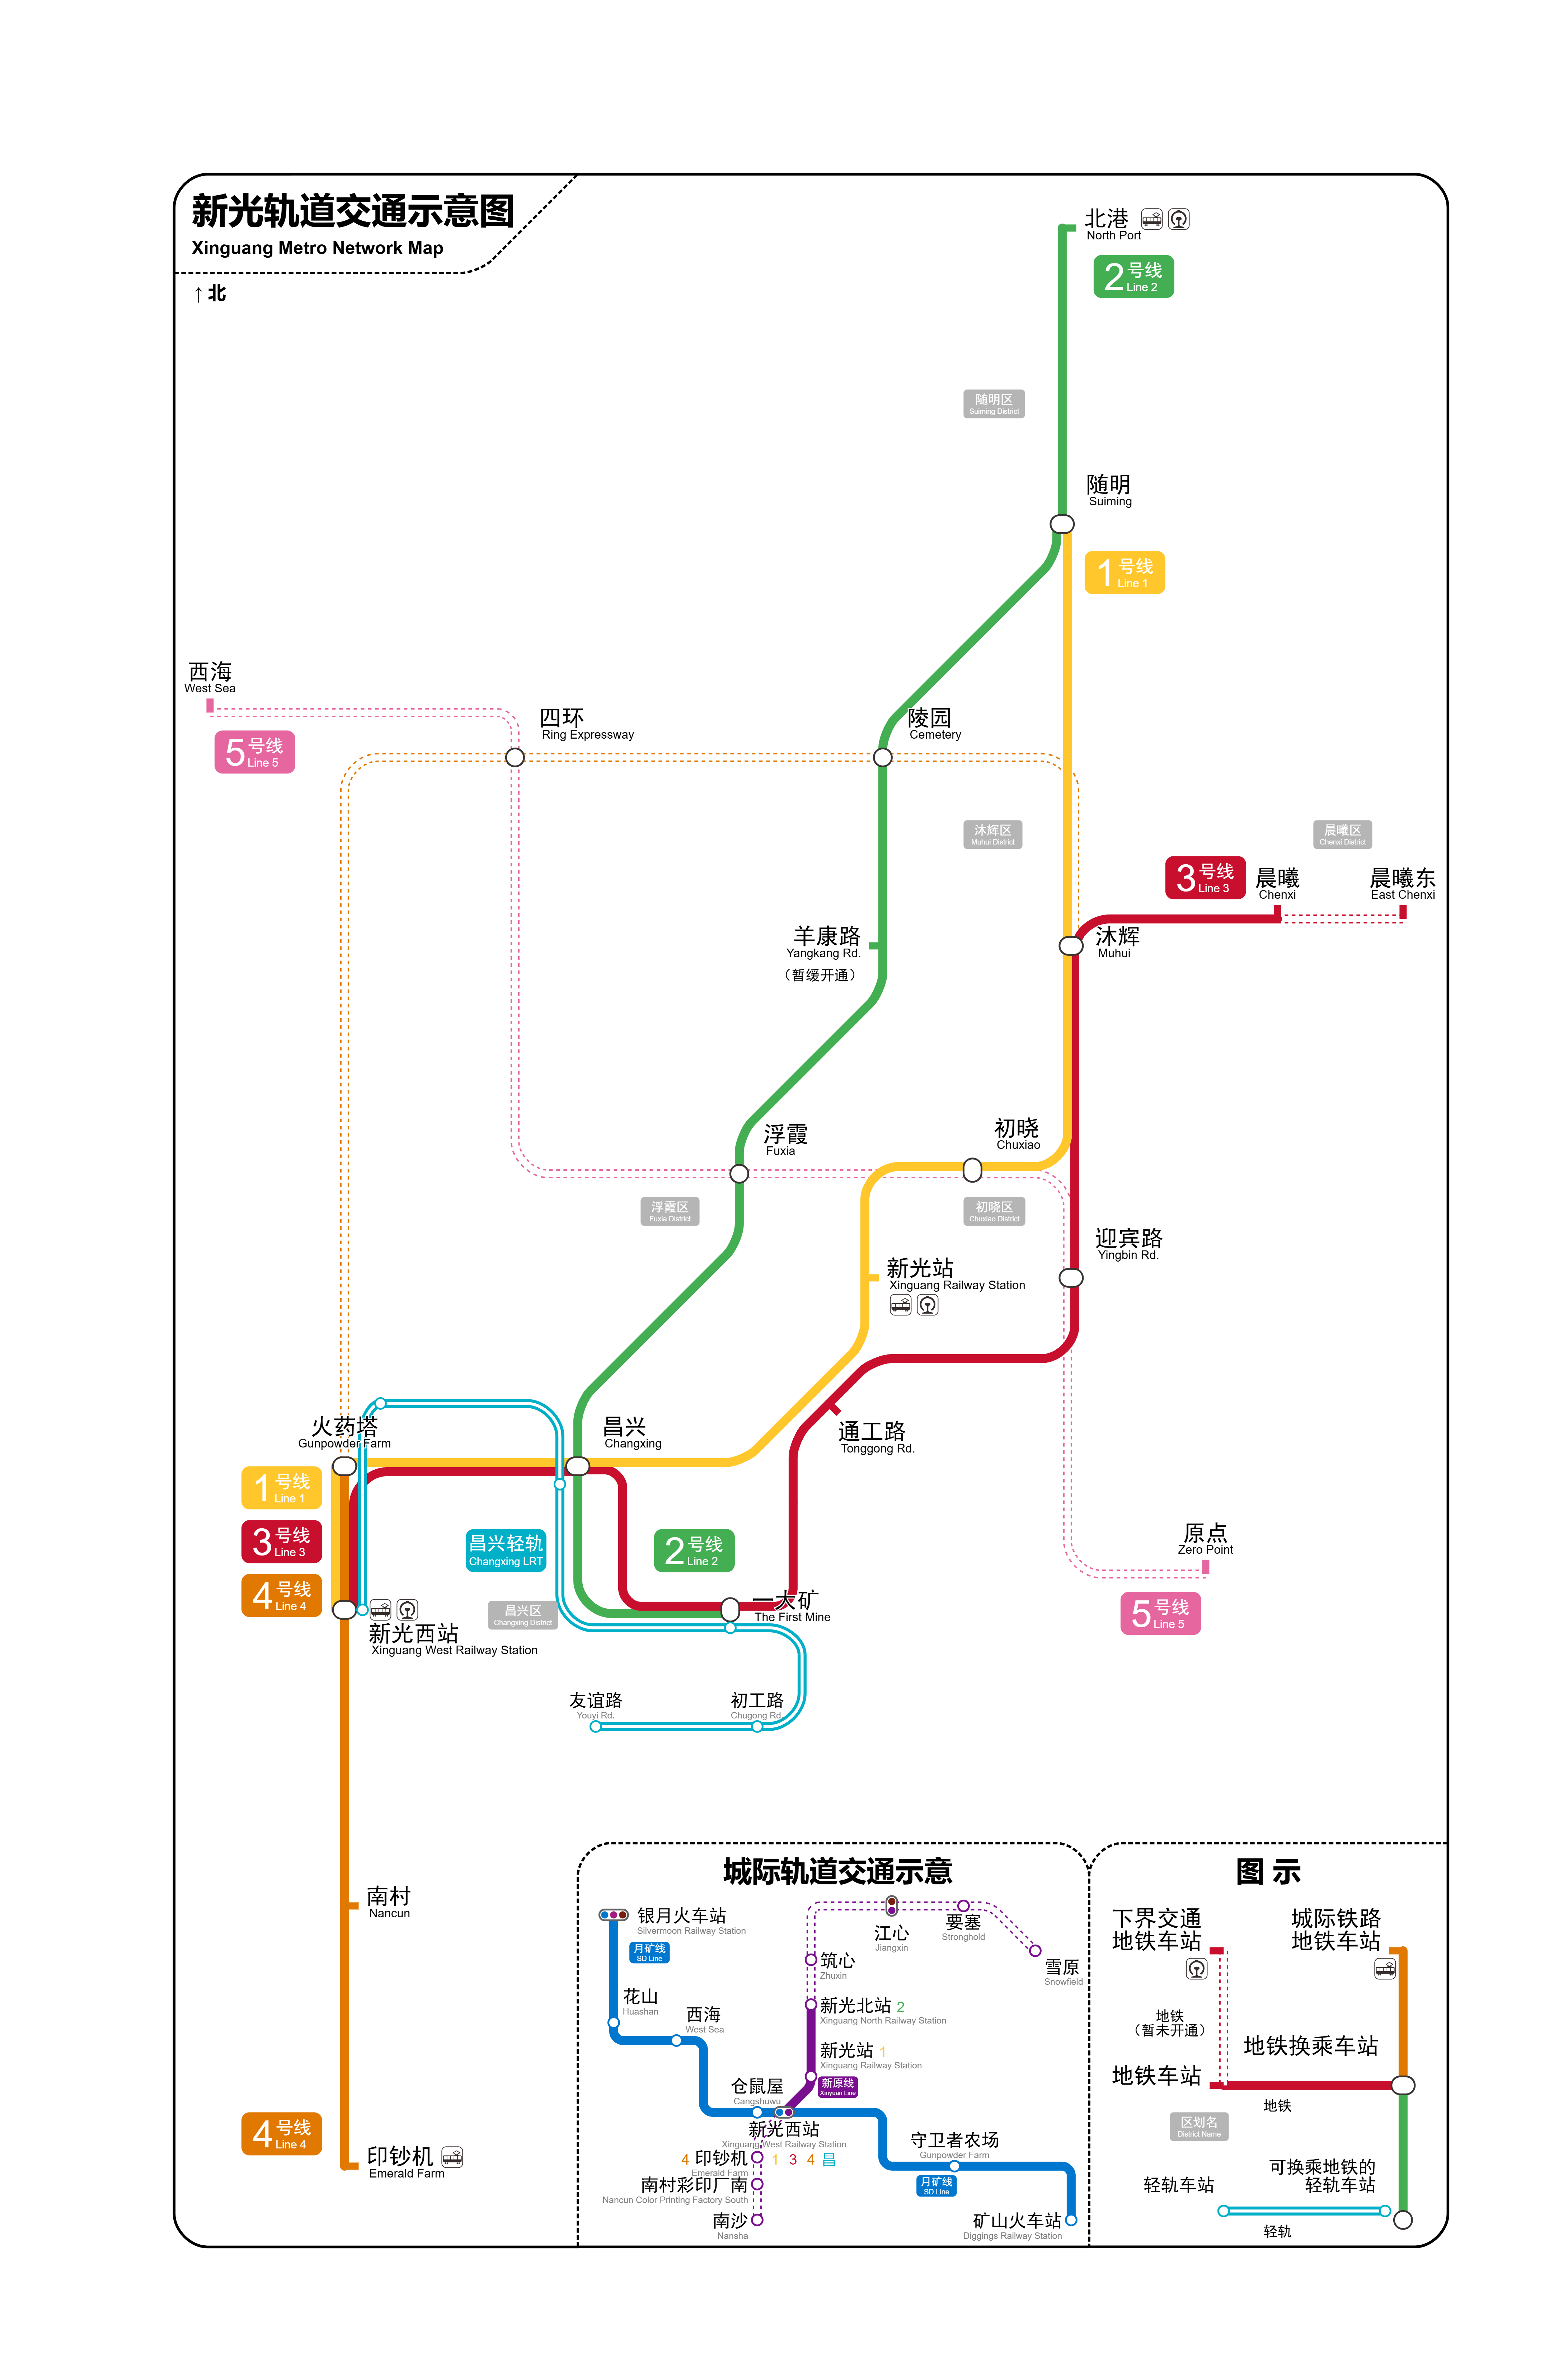 新光轨道交通示意图
Xinguang Metro Network Map
↑北
北港
North Port
2号线
Line 2
随明区
Suiming District
随明
Suiming
1号线
Line 1
西海
West Sea
5号线
Line 5
四环
Ring Expressway
陵园
Cemetery
沐辉区
Muhui District
晨曦区
Chenxi District
3号线
Line 3
晨曦
Chenxi
晨曦东
East Chenxi
羊康路
Yangkang Rd.
（暂缓开通）
沐辉
Muhui
浮霞
Fuxia
初晓
Chuxiao
浮霞区
Fuxia District
初晓区
Chuxiao District
迎宾路
Yingbin Rd.
新光站
Xinguang Railway Station
火药塔
Gunpowder Farm
昌兴
Changxing
通工路
Tonggong Rd.
1号线
Line 1
3号线
Line 3
4号线
Line 4
昌兴轻轨
Changxing LRT
2号线
Line 2
原点
Zero Point
5号线
Line 5
昌兴区
Changxing District
一大矿
The First Mine
新光西站
Xinguang West Railway Station
友谊路
Youyi Rd.
初工路
Chugong Rd.
南村
Nancun
4号线
Line 4
印钞机
Emerald Farm
城际轨道交通示意
银月火车站
Silvermoon Railway Station
月矿线
SD Line
花山
Huashan
西海
West Sea
江心
Jiangxin
要塞
Stronghold
雪原
Snowfield
筑心
Zhuxin
新光北站 2
Xinguang North Railway Station
新光站 1
Xinguang Railway Station
新原线
Xinyuan Line
仓鼠屋
Cangshuwu
新光西站
Xinguang West Railway Station
1 3 4 昌
4 印钞机
Emerald Farm
南村彩印厂南
Nancun Color Printing Factory South
南沙
Nansha
守卫者农场
Gunpowder Farm
月矿线
SD Line
矿山火车站
Diggings Railway Station
图 示
下界交通
地铁车站
城际铁路
地铁车站
地铁
（暂未开通）
地铁换乘车站
地铁车站
地铁
区划名
District Name
轻轨车站
可换乘地铁的
轻轨车站
轻轨